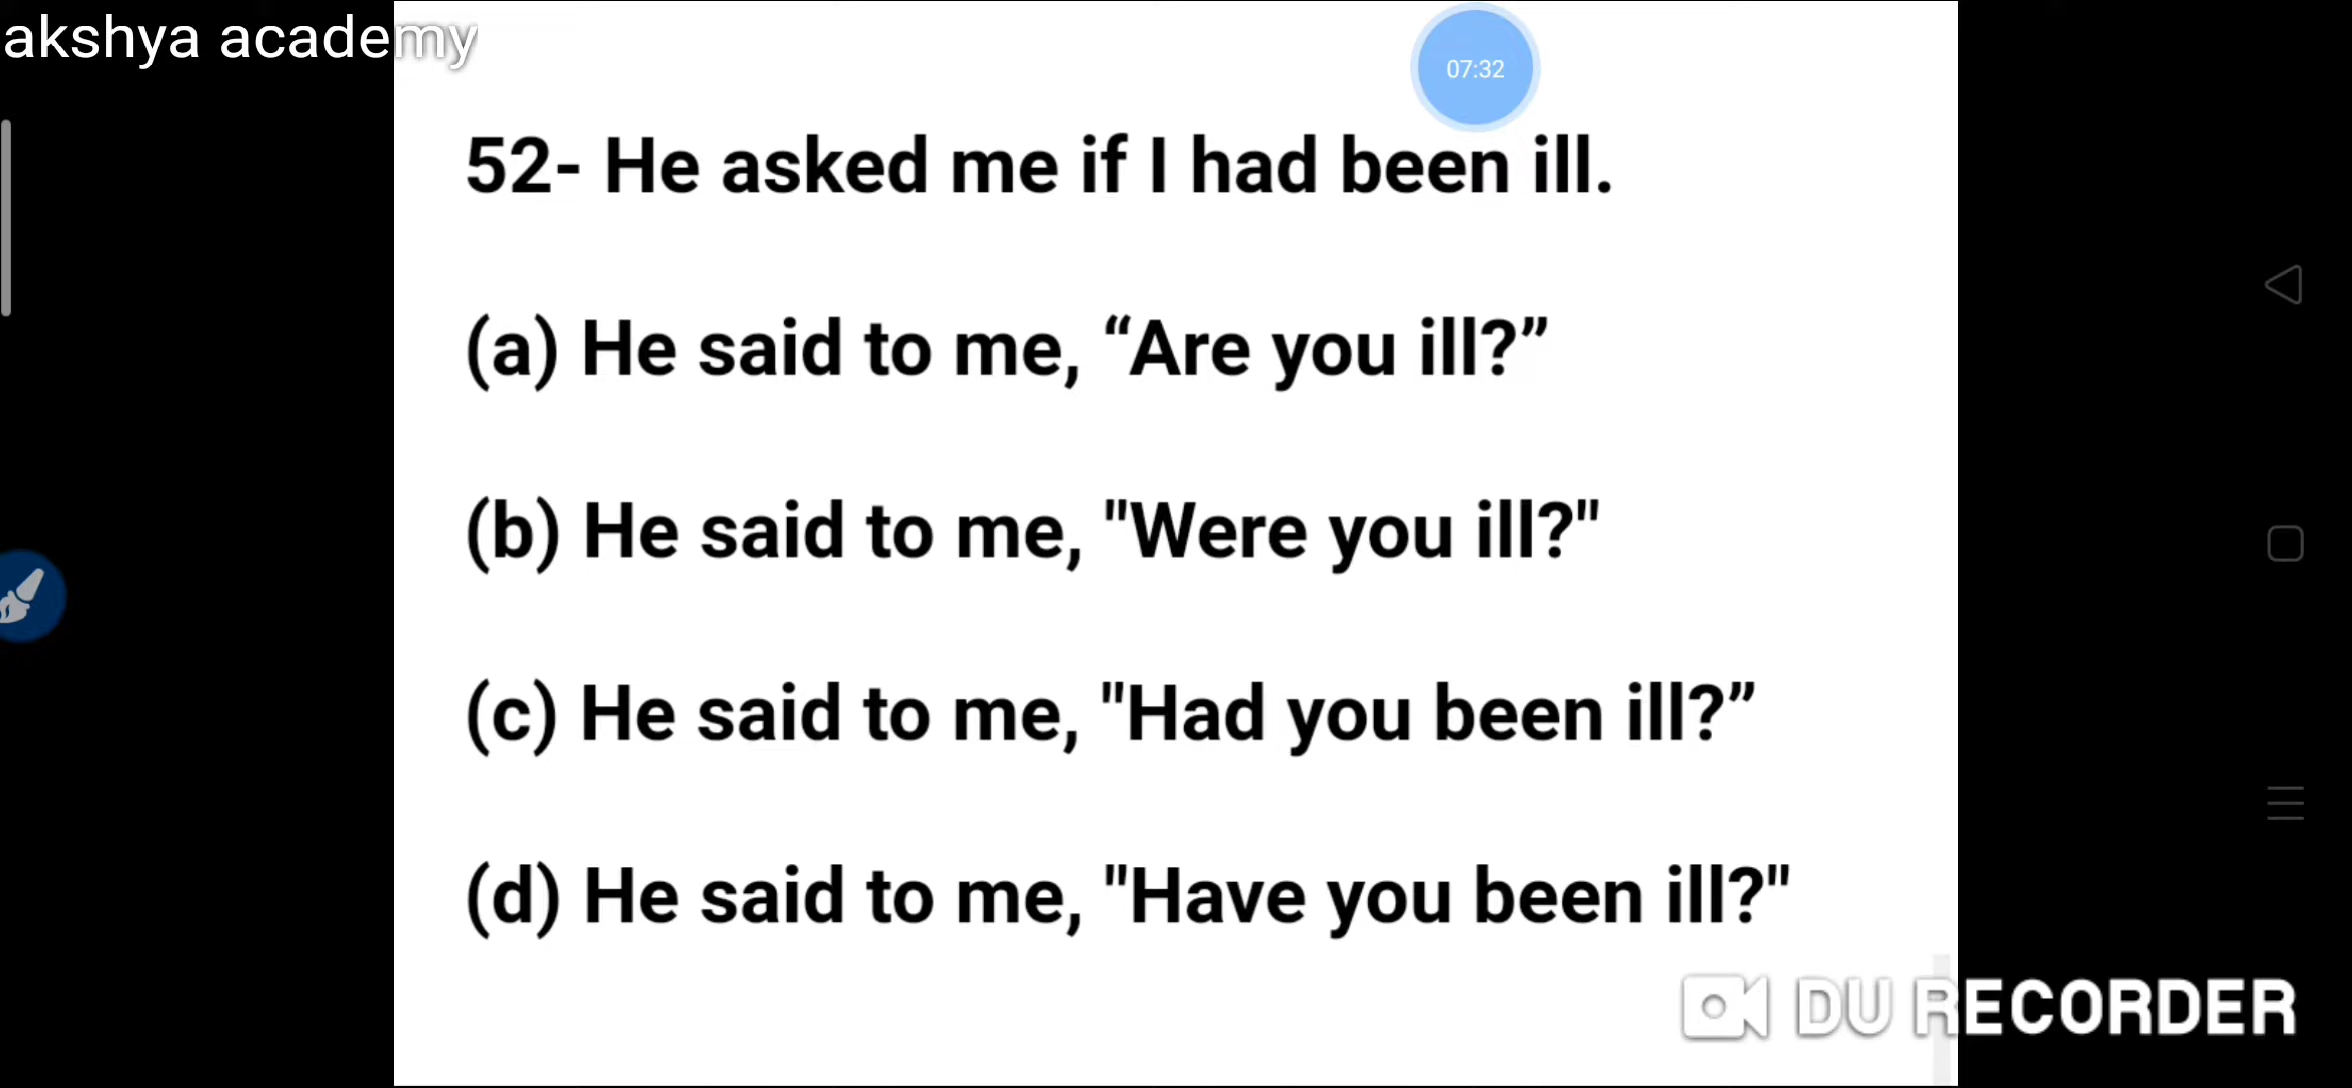 akshya academy
07:32
52- He asked me if I had been ill.
(a) He said to me, “Are you ill?”
(b) He said to me, "Were you ill?"
(c) He said to me, "Had you been ill?”
(d) He said to me, "Have you been ill?"
DU RECORDER